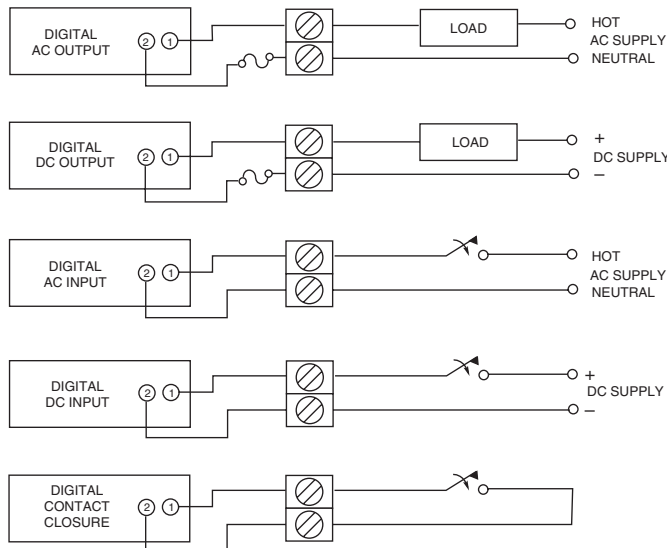 DIGITAL
AC OUTPUT
2 1
LOAD
HOT
AC SUPPLY
NEUTRAL
DIGITAL
DC OUTPUT
2 1
LOAD
+
DC SUPPLY
–
DIGITAL
AC INPUT
2 1
HOT
AC SUPPLY
NEUTRAL
DIGITAL
DC INPUT
2 1
+
DC SUPPLY
–
DIGITAL
CONTACT
CLOSURE
2 1